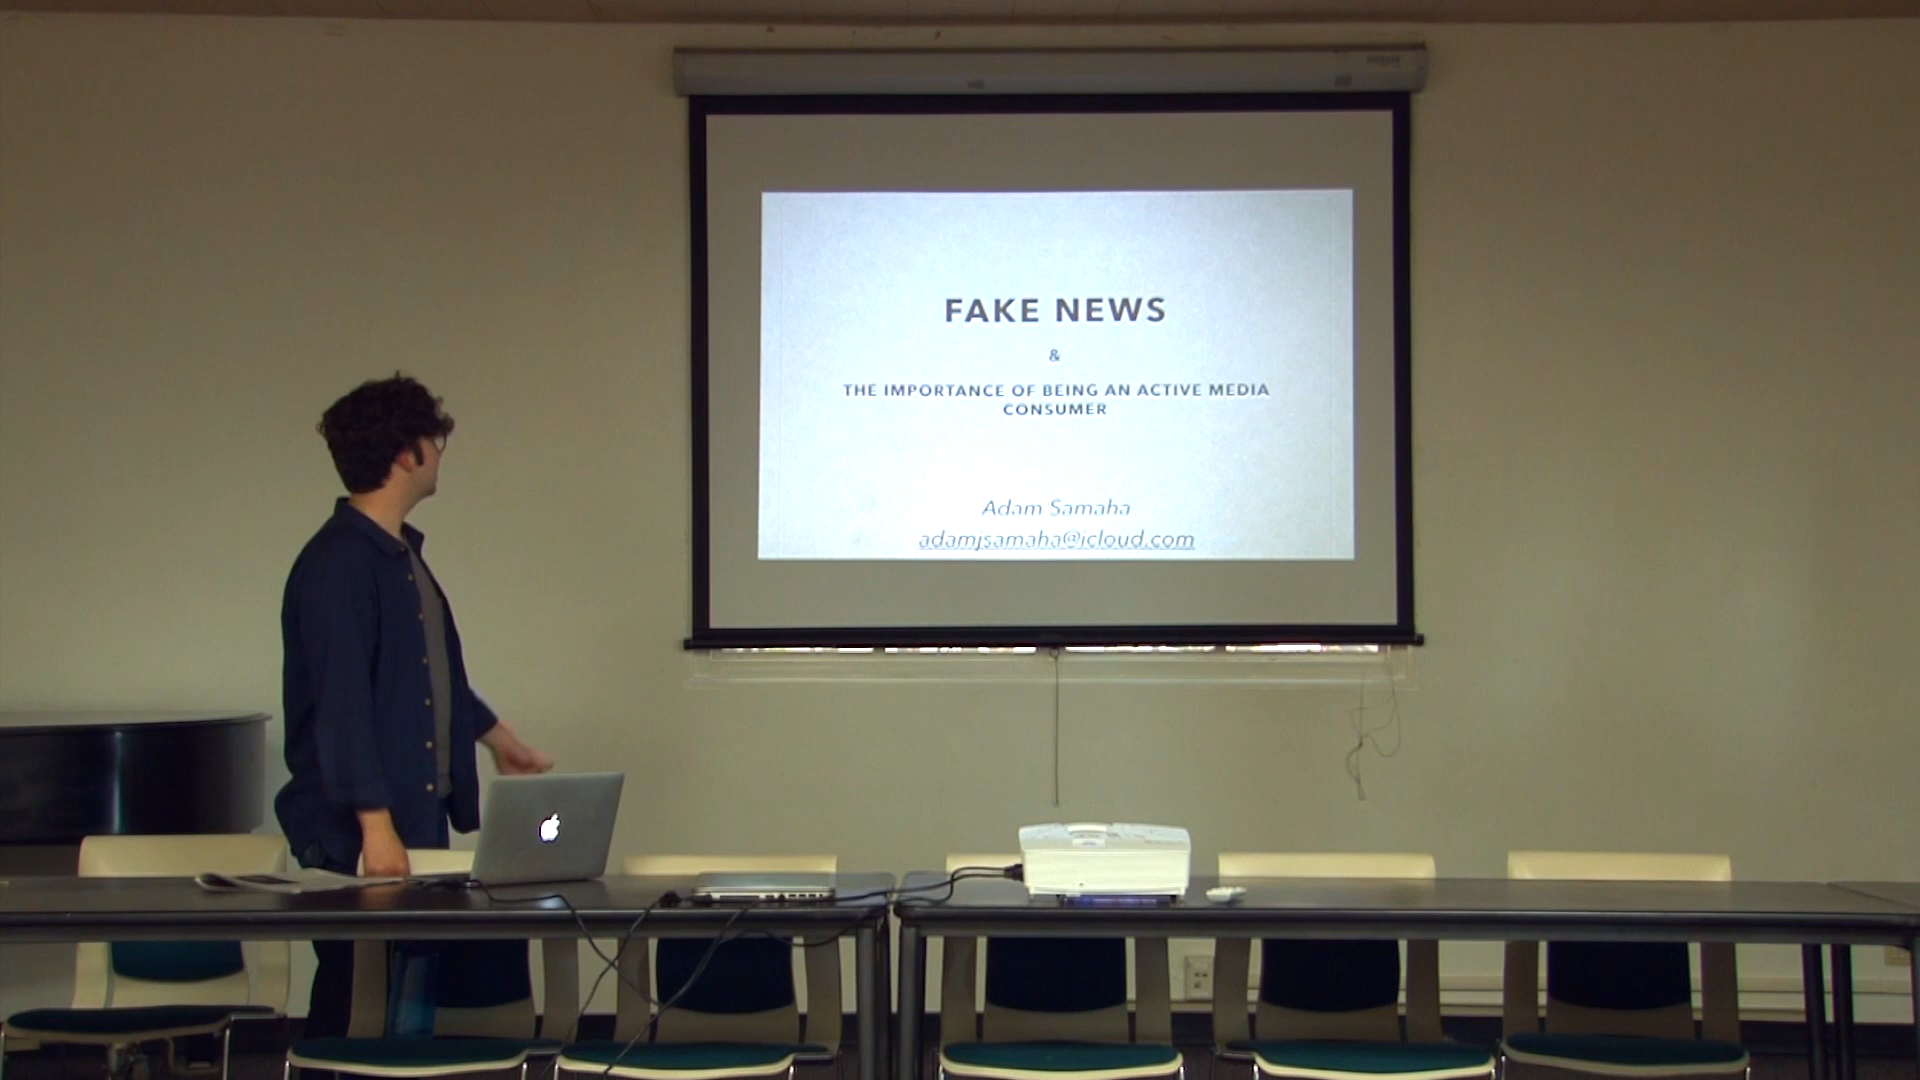 FAKE NEWS
&
THE IMPORTANCE OF BEING AN ACTIVE MEDIA
CONSUMER
Adam Samaha
adamjsamaha@icloud.com